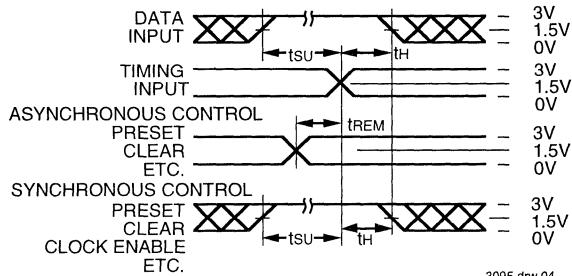 DATA INPUT
tSU
tH
3V
1.5V
0V
TIMING INPUT
3V
1.5V
0V
ASYNCHRONOUS CONTROL
PRESET
CLEAR
ETC.
tREM
3V
1.5V
0V
SYNCHRONOUS CONTROL
PRESET
CLEAR
CLOCK ENABLE
ETC.
tSU
tH
3V
1.5V
0V
3095 drw 04